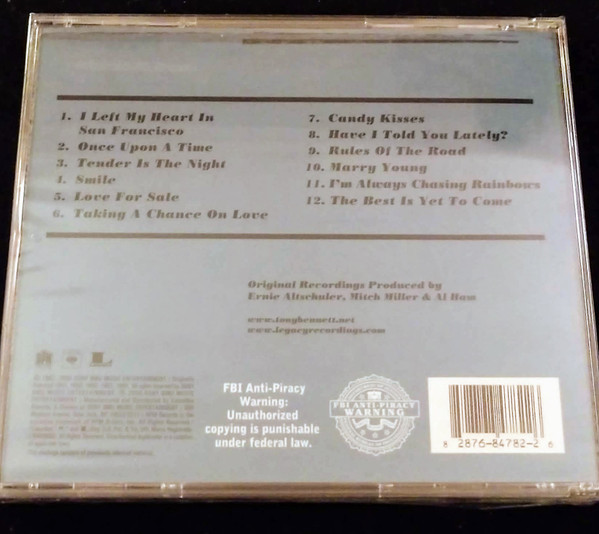 1. I Left My Heart In
San Francisco
2. Once Upon A Time
3. Tender Is The Night
4. Smile
5. Love For Sale
6. Taking A Chance On Love
7. Candy Kisses
8. Have I Told You Lately?
9. Rules Of The Road
10. Marry Young
11. I'm Always Chasing Rainbows
12. The Best Is Yet To Come
Original Recordings Produced by
Ernie Altschuler, Mitch Miller & Al Ham
www.tonybennett.net
www.legacyrecordings.com
FBI Anti-Piracy
Warning:
Unauthorized
copying is punishable
under federal law.
FBI ANTI-PIRACY
WARNING
8 2876-84782-2 6